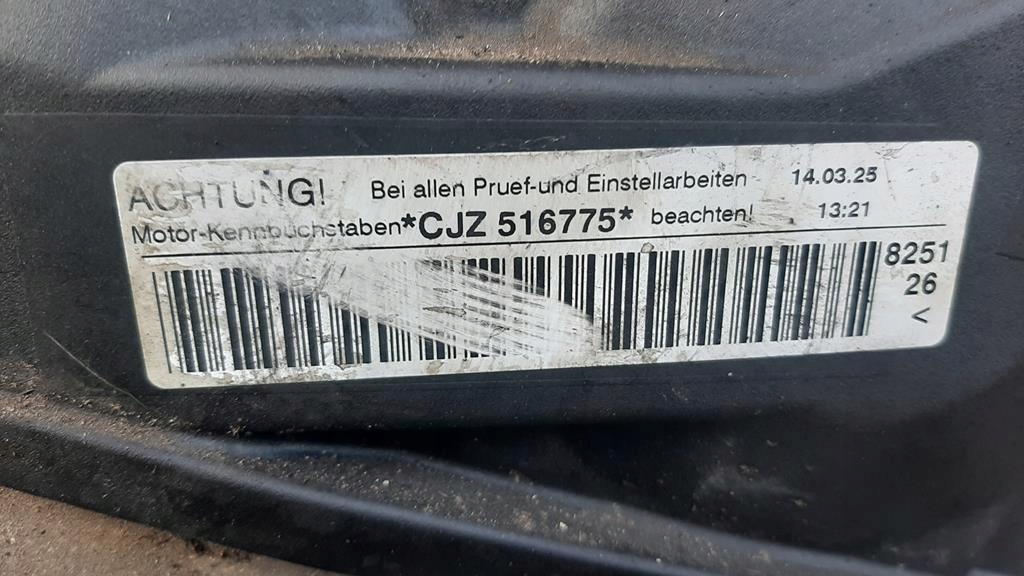 ACHTUNG! Bei allen Pruef-und Einstellarbeiten 14.03.25
Motor-Kennbuchstaben*CJZ 516775* beachten! 13:21
8251
26
<